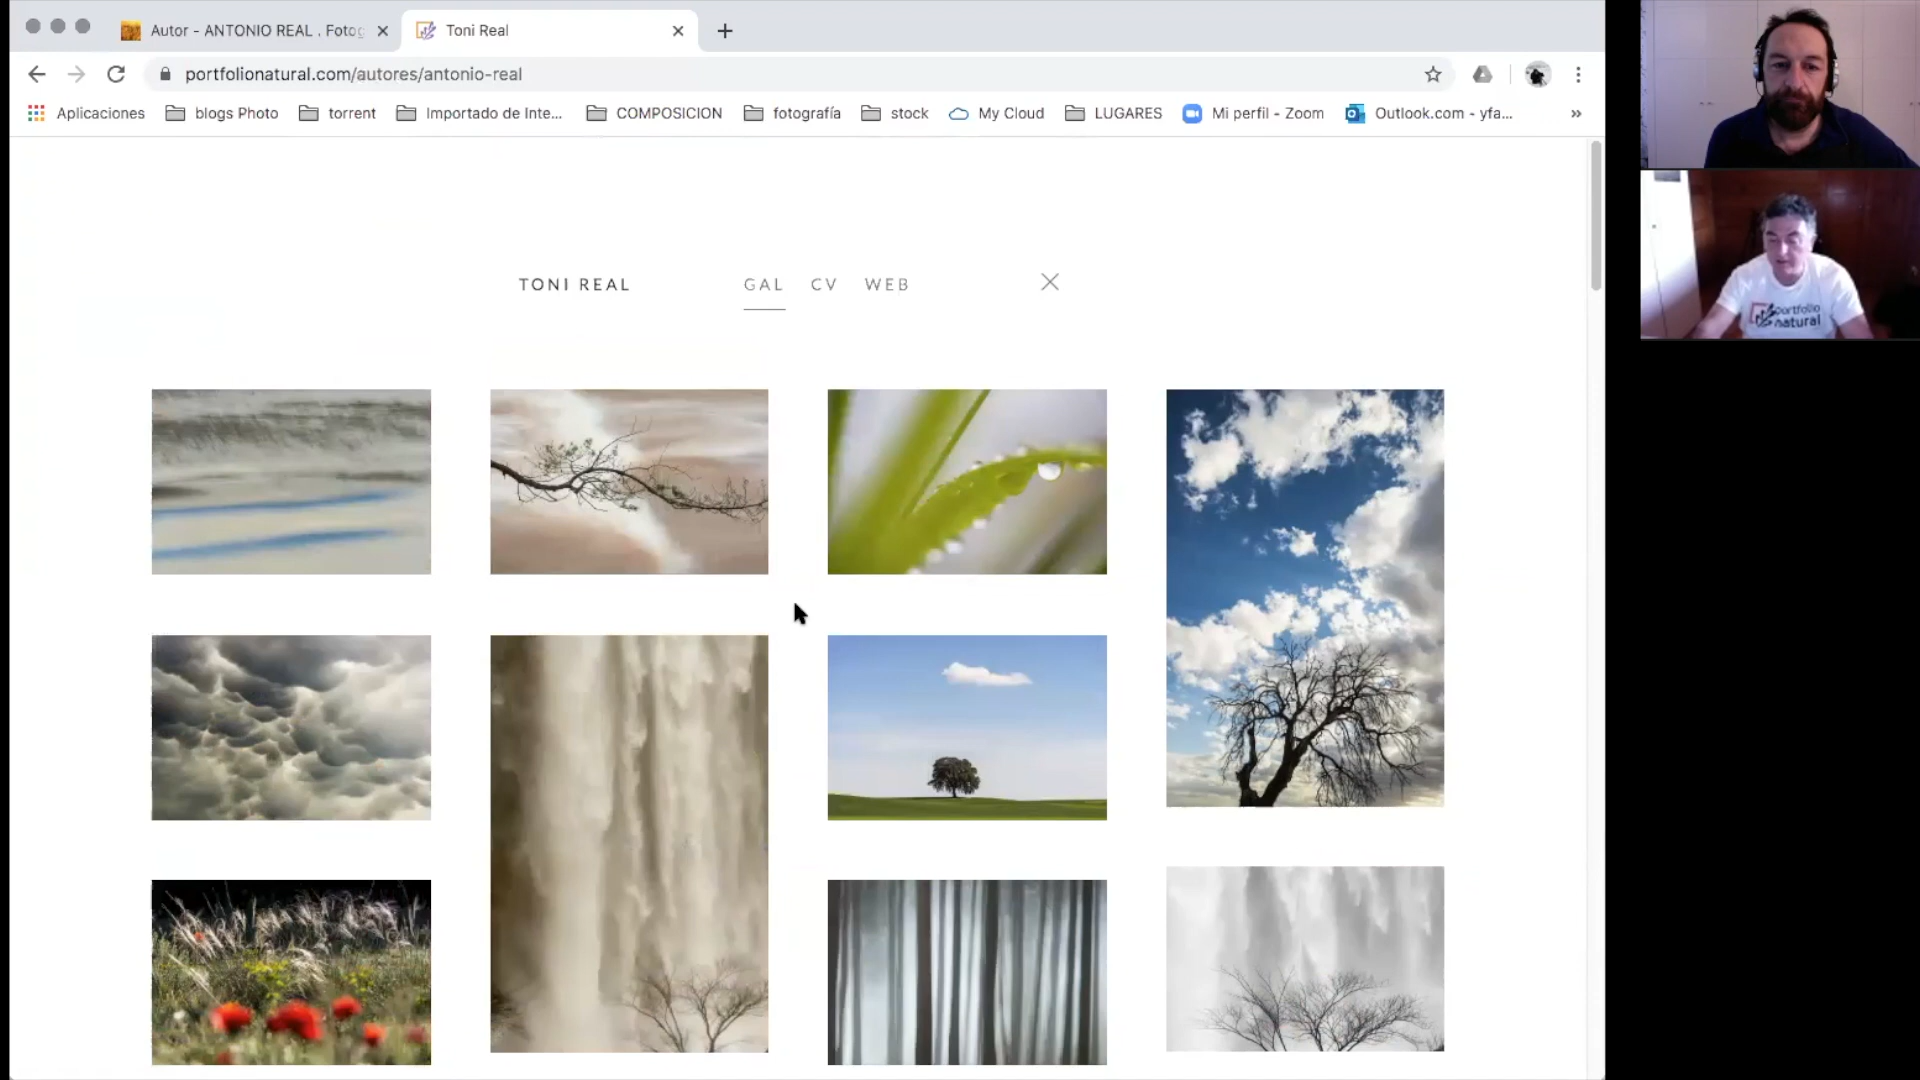 Autor - ANTONIO REAL . Fotog
Toni Real
portfolionatural.com/autores/antonio-real
Aplicaciones
blogs Photo
torrent
Importado de Inte...
COMPOSICION
fotografía
stock
My Cloud
LUGARES
Mi perfil - Zoom
Outlook.com - yfa...
»
TONI REAL
GAL
CV
WEB
portfolio
natural